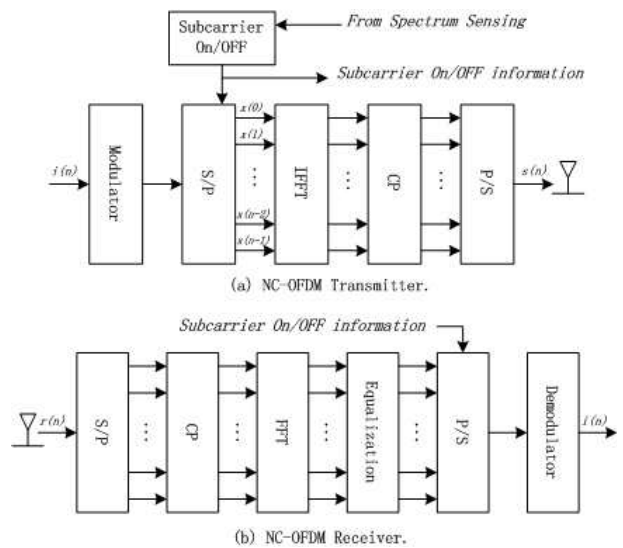 Subcarrier
On/OFF
From Spectrum Sensing
Subcarrier On/OFF information
i(n)
Modulator
S/P
x(0)
x(1)
...
x(n-2)
x(n-1)
IFFT
...
CP
...
P/S
s(n)
(a) NC-OFDM Transmitter.
Subcarrier On/OFF information
r(n)
S/P
...
CP
...
FFT
...
Equalization
...
P/S
Demodulator
i(n)
(b) NC-OFDM Receiver.